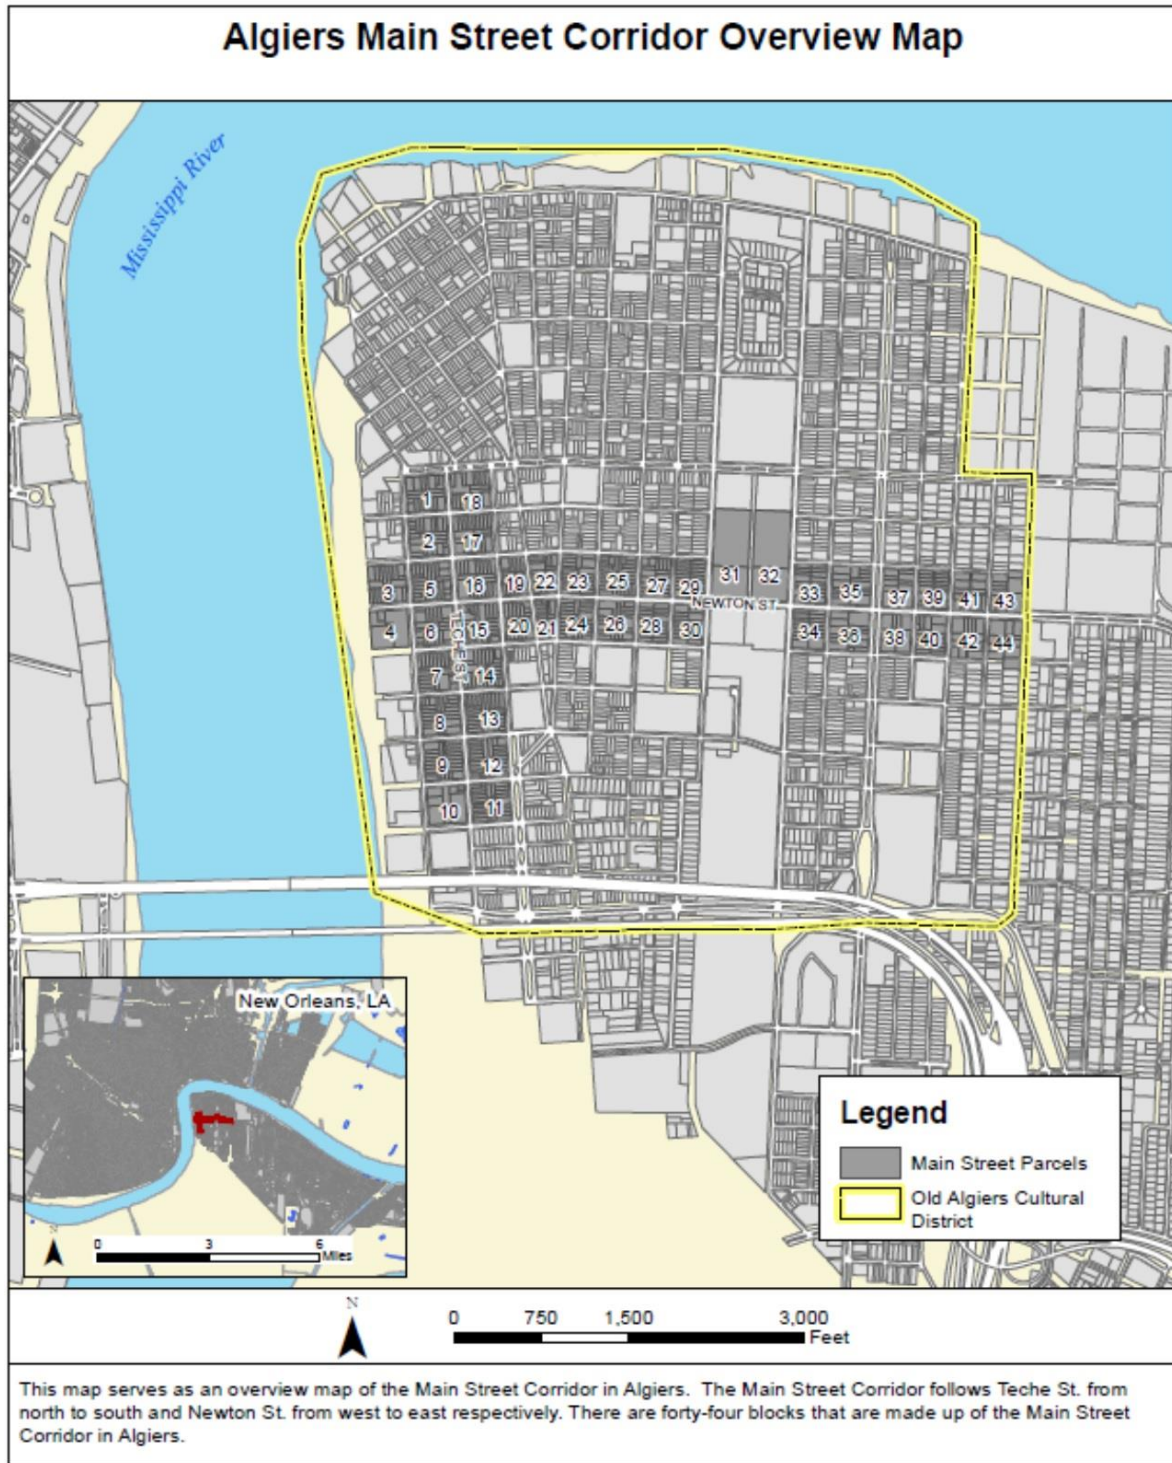 Algiers Main Street Corridor Overview Map
Mississippi River
1 18
2 17
3 5 16 19 22 23 25 27 29 31 32 33 35 37 39 41 43
NEWTON ST.
4 6 15 20 21 24 26 28 30 34 36 38 40 42 44
TECHE ST.
7 14
8 13
9 12
10 11
New Orleans, LA
N
0 3 6
Miles
Legend
Main Street Parcels
Old Algiers Cultural
District
N
0 750 1,500 3,000
Feet
This map serves as an overview map of the Main Street Corridor in Algiers. The Main Street Corridor follows Teche St. from
north to south and Newton St. from west to east respectively. There are forty-four blocks that are made up of the Main Street
Corridor in Algiers.